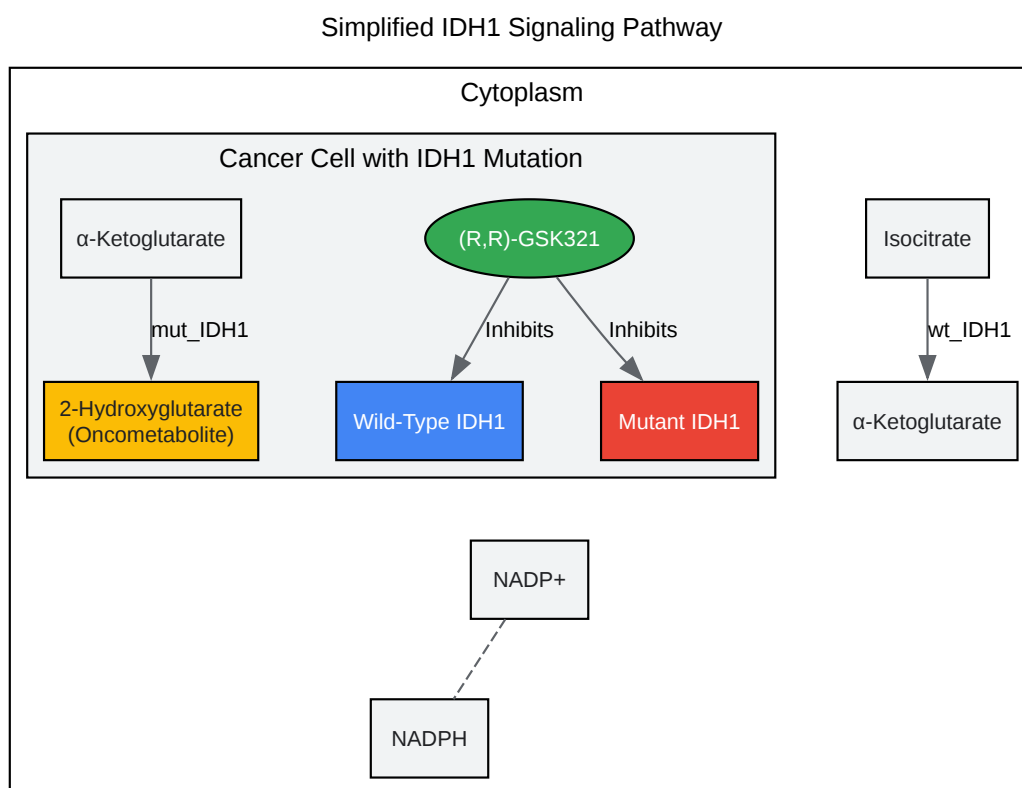 Simplified IDH1 Signaling Pathway
Cytoplasm
Cancer Cell with IDH1 Mutation
α-Ketoglutarate
(R,R)-GSK321
Isocitrate
mut_IDH1
Inhibits
Inhibits
wt_IDH1
2-Hydroxyglutarate
(Oncometabolite)
Wild-Type IDH1
Mutant IDH1
α-Ketoglutarate
NADP+
NADPH